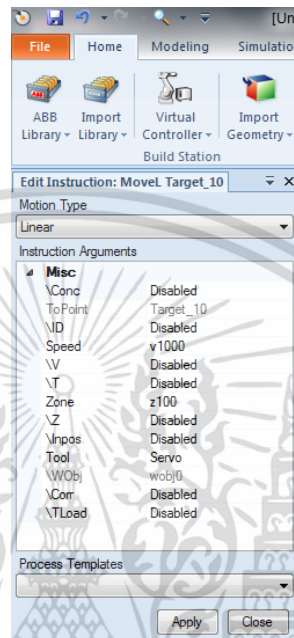 [Un
File Home Modeling Simulatio
ABB Library Import Library Virtual Controller Import Geometry
Build Station
Edit Instruction: MoveL Target_10
Motion Type
Linear
Instruction Arguments
Misc
\Conc Disabled
ToPoint Target_10
\ID Disabled
Speed v1000
\V Disabled
\T Disabled
Zone z100
\Z Disabled
\Inpos Disabled
Tool Servo
\WObj wobj0
\Corr Disabled
\TLoad Disabled
Process Templates
Apply Close